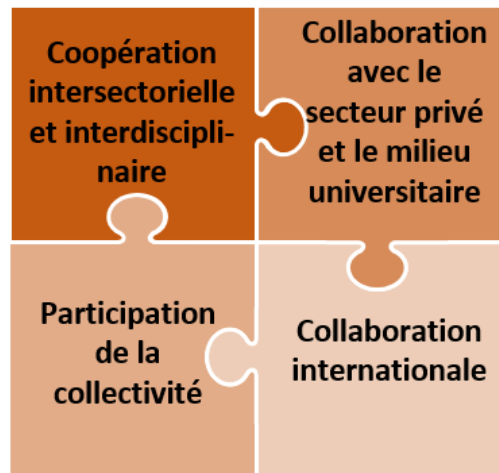 Coopération
intersectorielle
et interdiscipli-
naire
Collaboration
avec le
secteur privé
et le milieu
universitaire
Participation
de la
collectivité
Collaboration
internationale